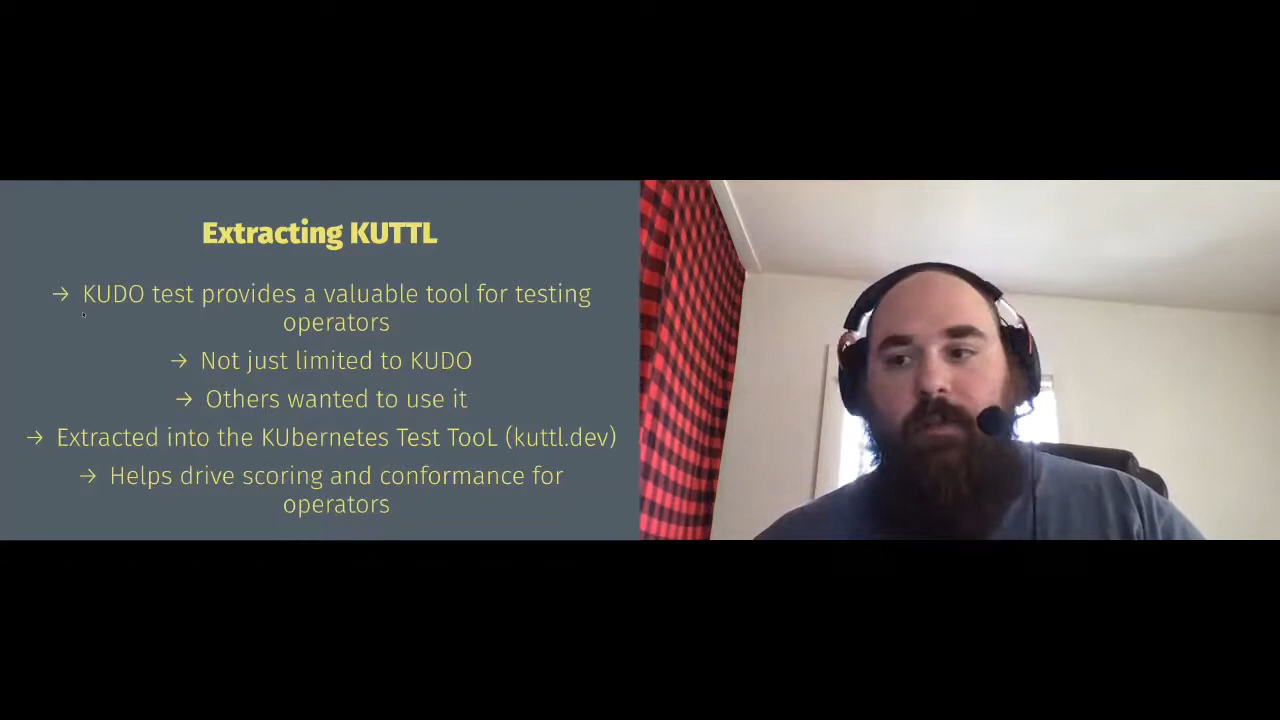 Extracting KUTTL
→ KUDO test provides a valuable tool for testing
operators
→ Not just limited to KUDO
→ Others wanted to use it
→ Extracted into the KUbernetes Test TooL (kuttl.dev)
→ Helps drive scoring and conformance for
operators